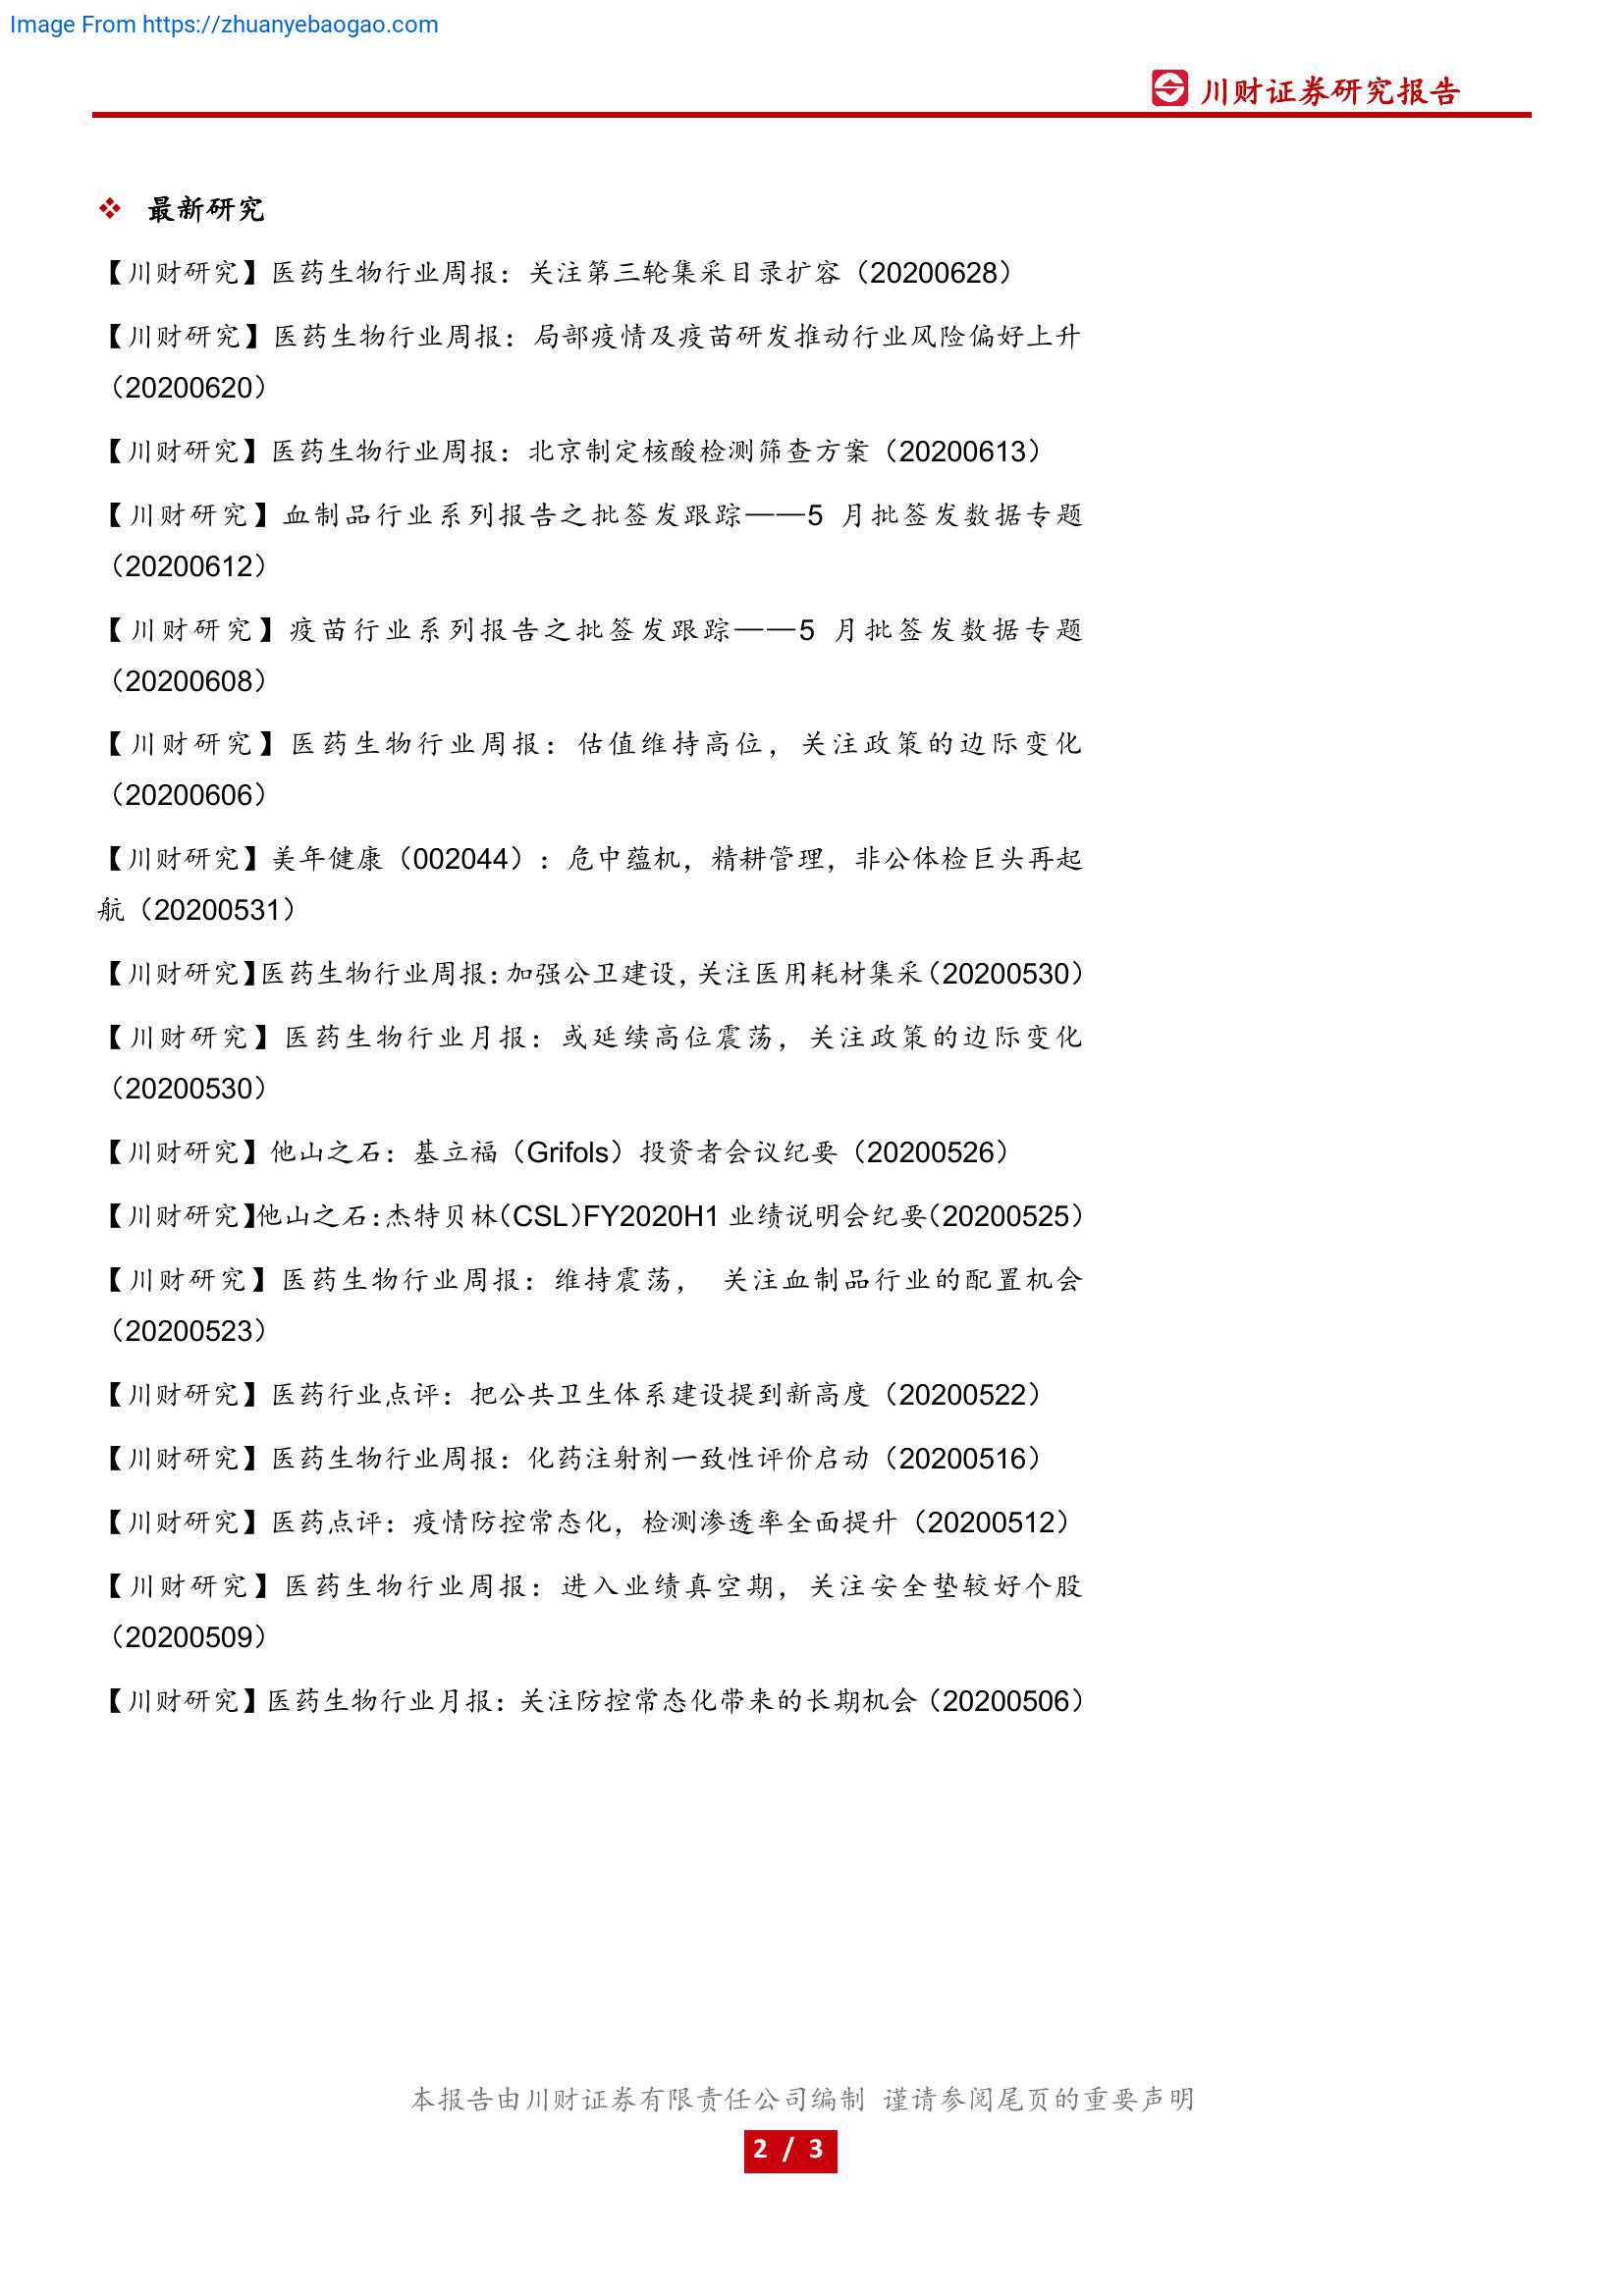 Image From https://zhuanyebaogao.com
川财证券研究报告
最新研究
【川财研究】医药生物行业周报：关注第三轮集采目录扩容（20200628）
【川财研究】医药生物行业周报：局部疫情及疫苗研发推动行业风险偏好上升
（20200620）
【川财研究】医药生物行业周报：北京制定核酸检测筛查方案（20200613）
【川财研究】血制品行业系列报告之批签发跟踪——5 月批签发数据专题
（20200612）
【川财研究】疫苗行业系列报告之批签发跟踪——5 月批签发数据专题
（20200608）
【川财研究】医药生物行业周报：估值维持高位，关注政策的边际变化
（20200606）
【川财研究】美年健康（002044）：危中蕴机，精耕管理，非公体检巨头再起
航（20200531）
【川财研究】医药生物行业周报：加强公卫建设，关注医用耗材集采（20200530）
【川财研究】医药生物行业月报：或延续高位震荡，关注政策的边际变化
（20200530）
【川财研究】他山之石：基立福（Grifols）投资者会议纪要（20200526）
【川财研究】他山之石：杰特贝林（CSL）FY2020H1 业绩说明会纪要（20200525）
【川财研究】医药生物行业周报：维持震荡， 关注血制品行业的配置机会
（20200523）
【川财研究】医药行业点评：把公共卫生体系建设提到新高度（20200522）
【川财研究】医药生物行业周报：化药注射剂一致性评价启动（20200516）
【川财研究】医药点评：疫情防控常态化，检测渗透率全面提升（20200512）
【川财研究】医药生物行业周报：进入业绩真空期，关注安全垫较好个股
（20200509）
【川财研究】医药生物行业月报：关注防控常态化带来的长期机会（20200506）
本报告由川财证券有限责任公司编制 谨请参阅尾页的重要声明
2 / 3